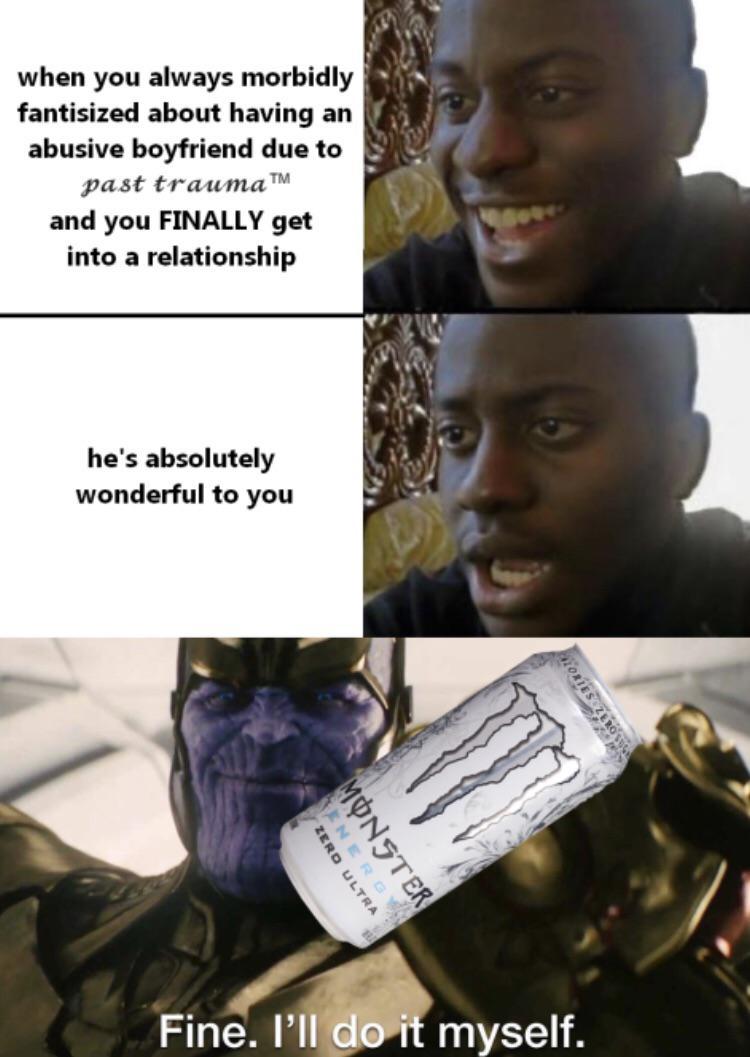 when you always morbidly
fantisized about having an
abusive boyfriend due to
past trauma™
and you FINALLY get
into a relationship
he's absolutely
wonderful to you
MONSTER
ENERGY
ZERO ULTRA
Fine. I'll do it myself.